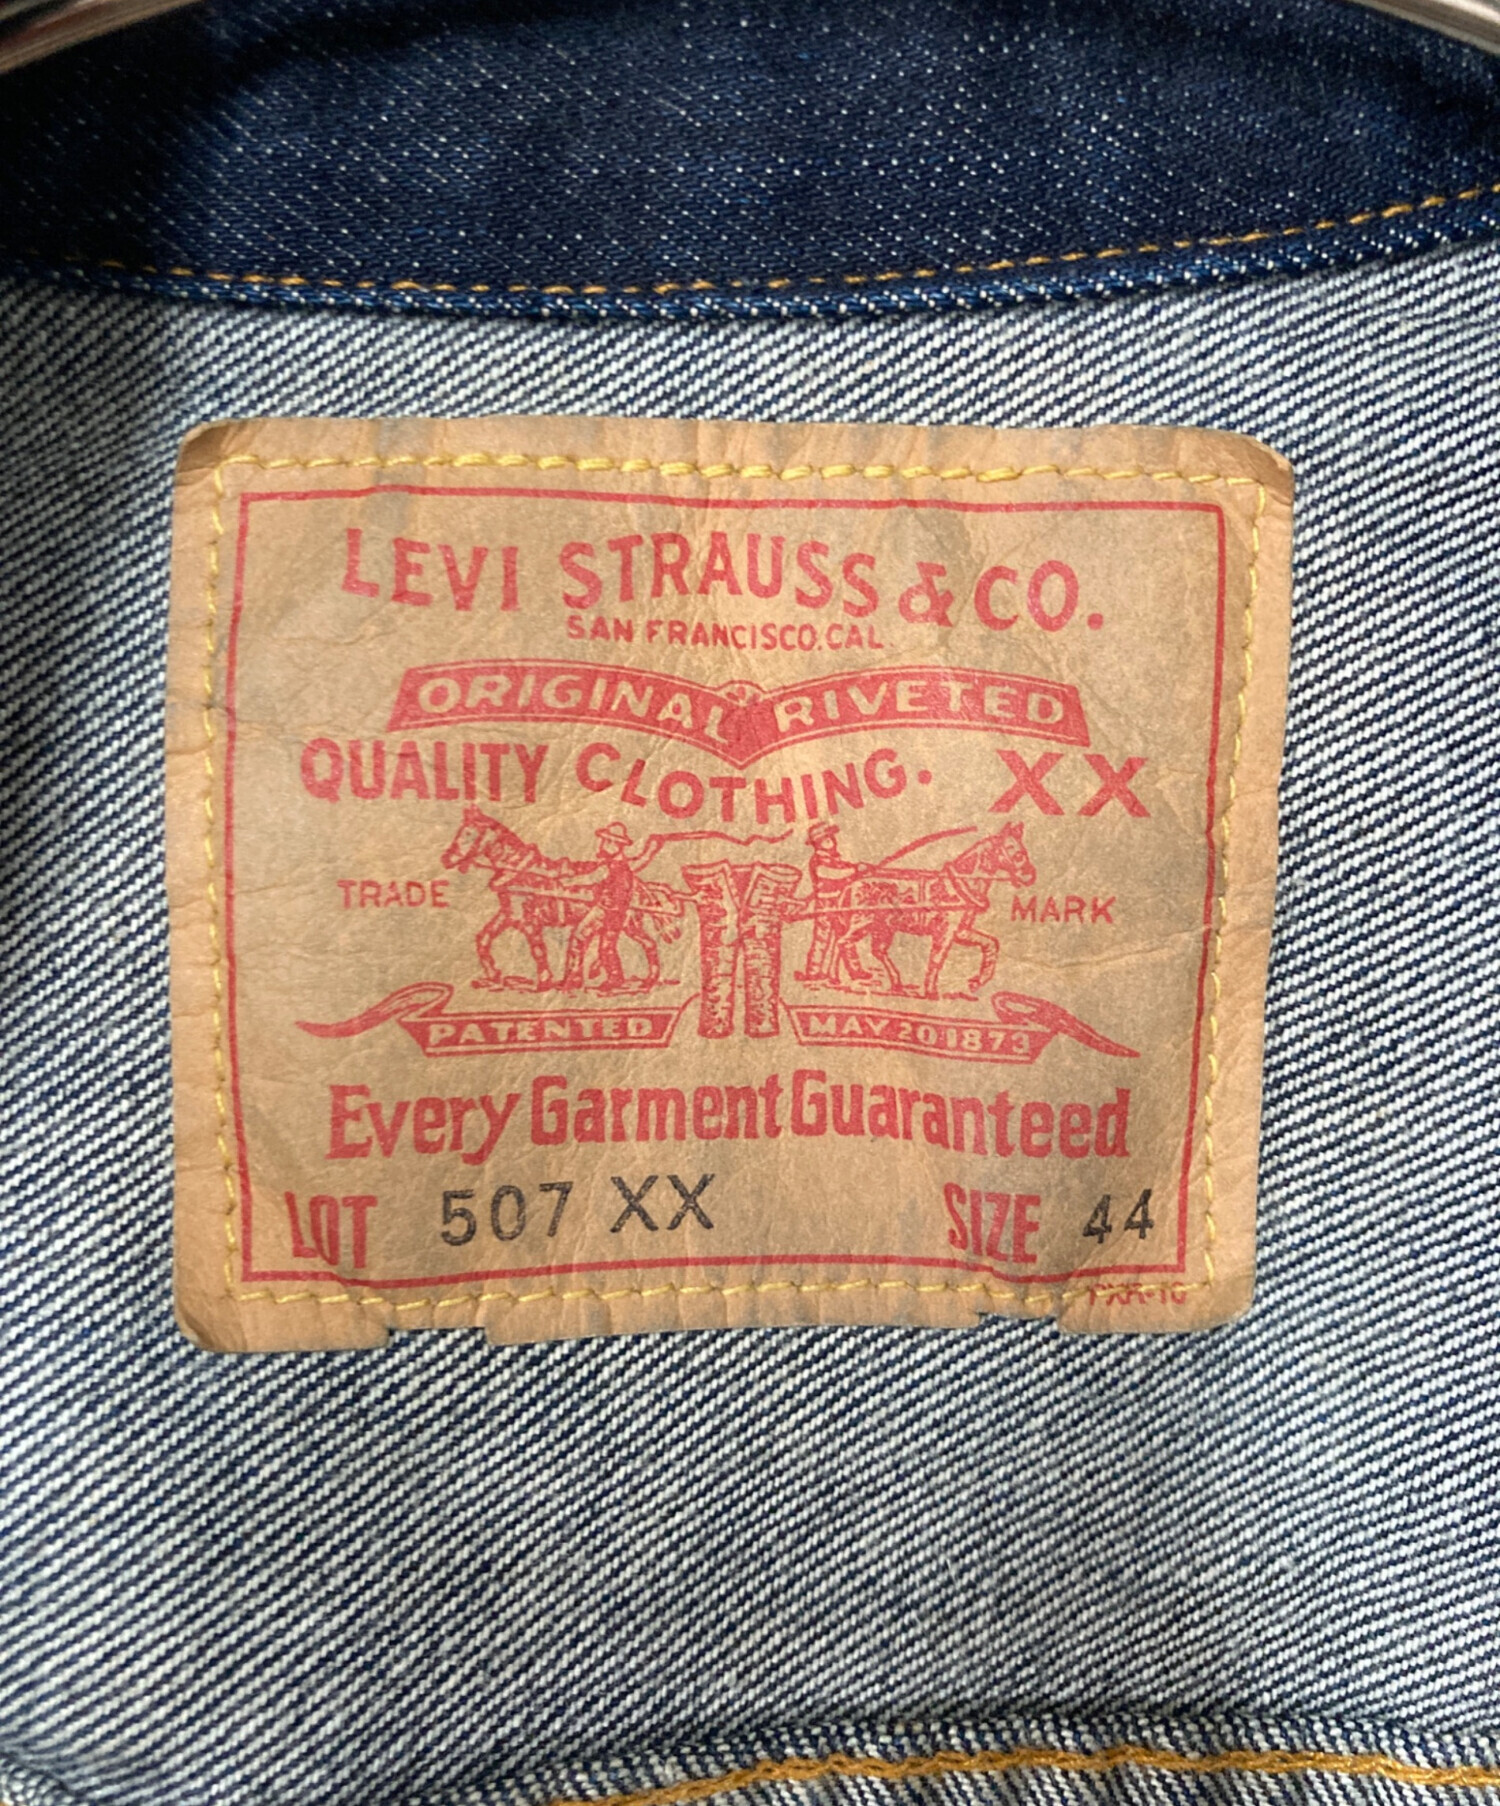 LEVI STRAUSS & CO.
SAN FRANCISCO. CAL.
ORIGINAL RIVETED
QUALITY CLOTHING. XX
TRADE MARK
PATENTED MAY 20 1873
Every Garment Guaranteed
LOT 507 XX SIZE 44